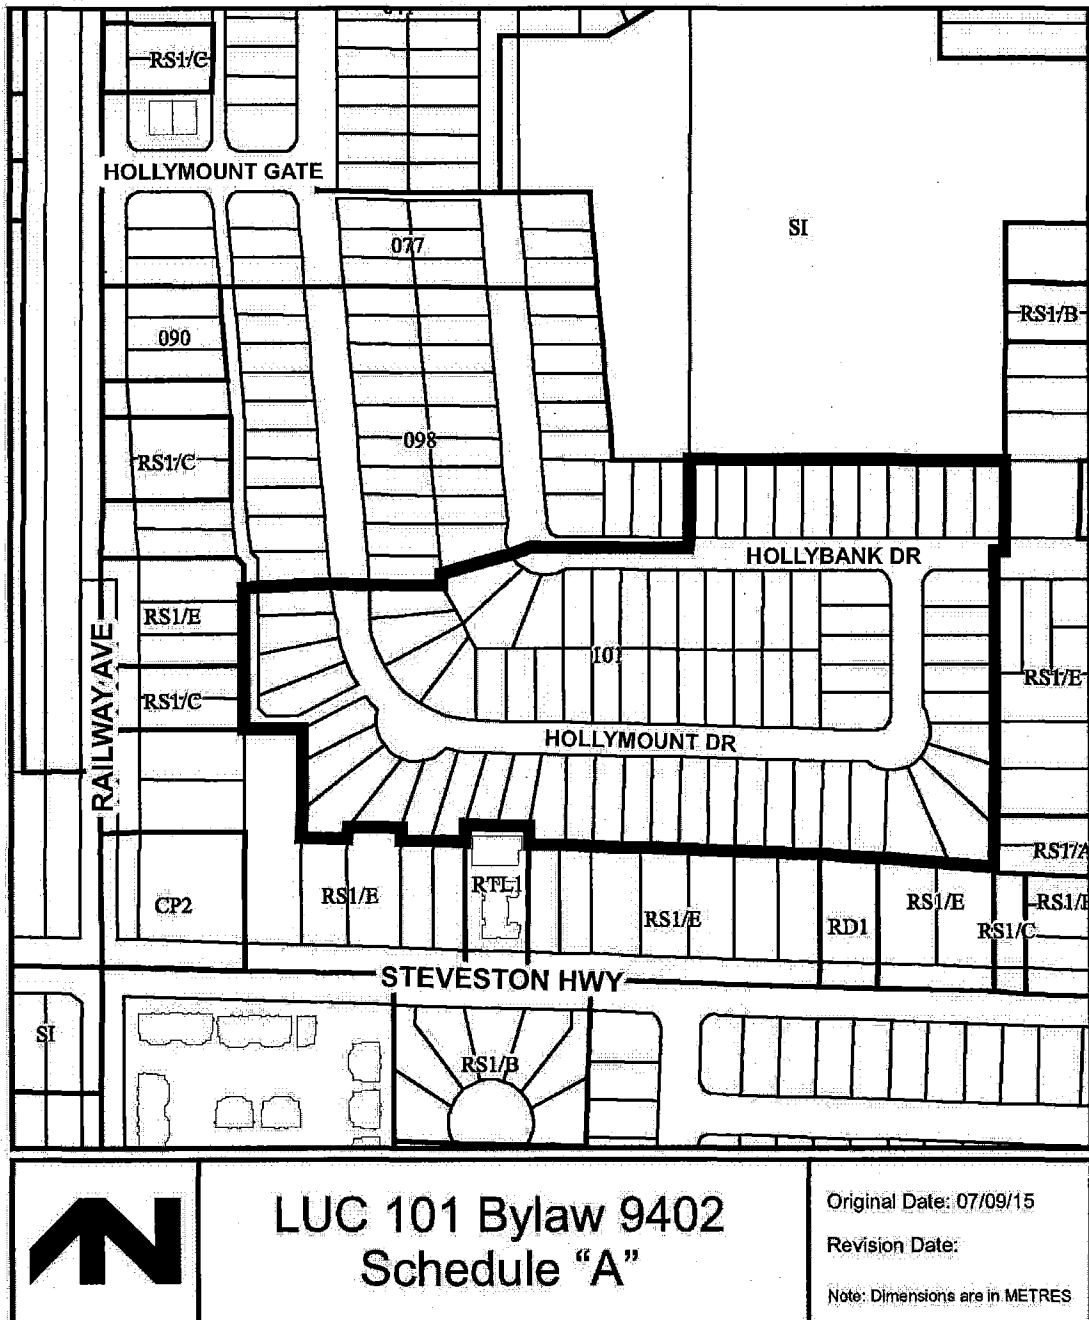 RS1/C
HOLLYMOUNT GATE
SI
077
RS1/B
090
098
RS1/C
HOLLYBANK DR
RS1/E
RAILWAY AVE
101
RS1/E
RS1/C
HOLLYMOUNT DR
RS1/A
RTL1
RS1/E
CP2
RS1/E
RS1/E
RD1
RS1/C
STEVESTON HWY
SI
RS1/B
LUC 101 Bylaw 9402
Schedule “A”
Original Date: 07/09/15
Revision Date:
Note: Dimensions are in METRES